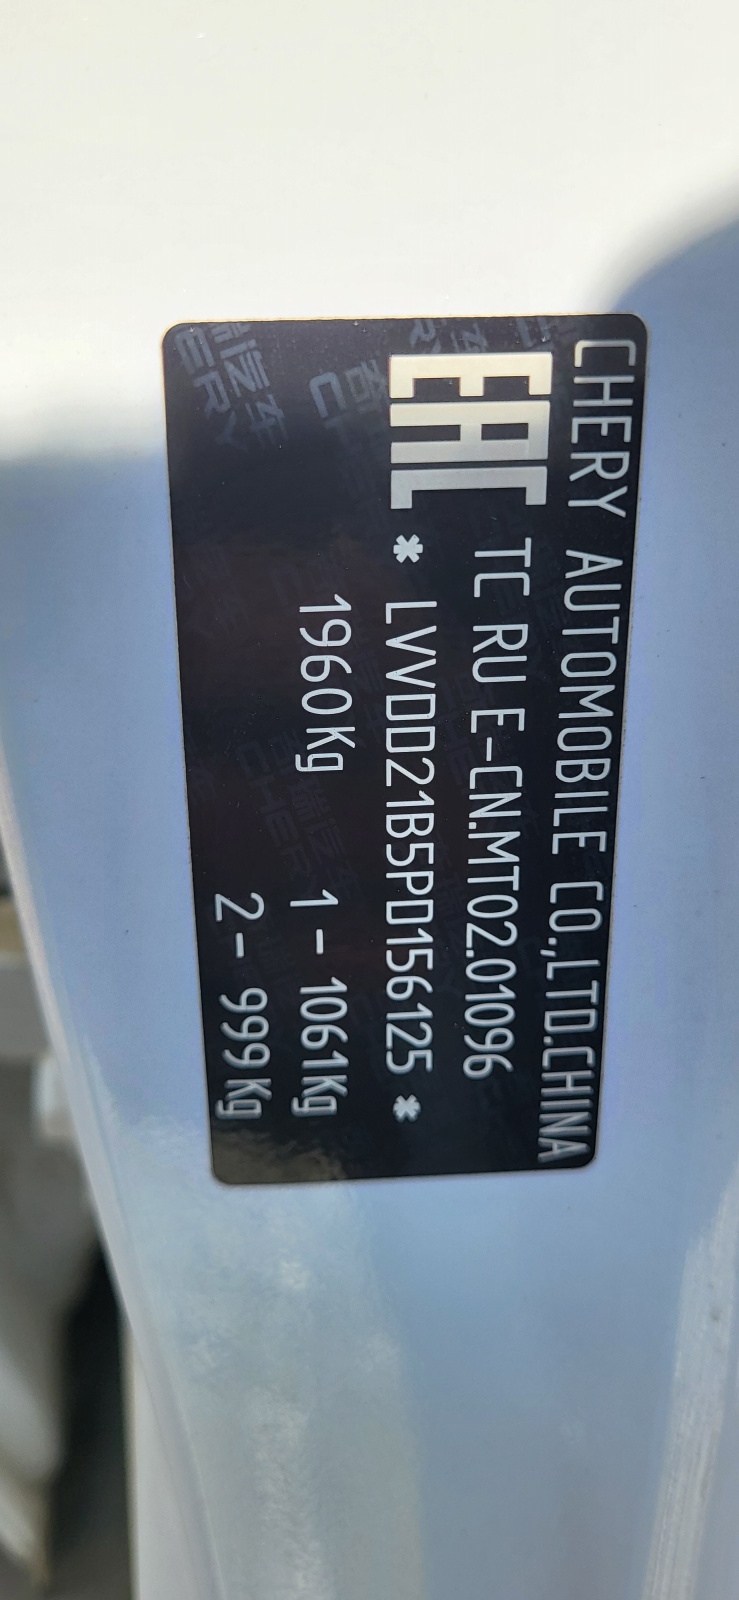 CHERY AUTOMOBILE CO.,LTD.CHINA
EAC TC RU E-CN.MT02.01096
* LVVDD21B5PD156125 *
1960Kg
1 - 1061Kg
2 - 999Kg